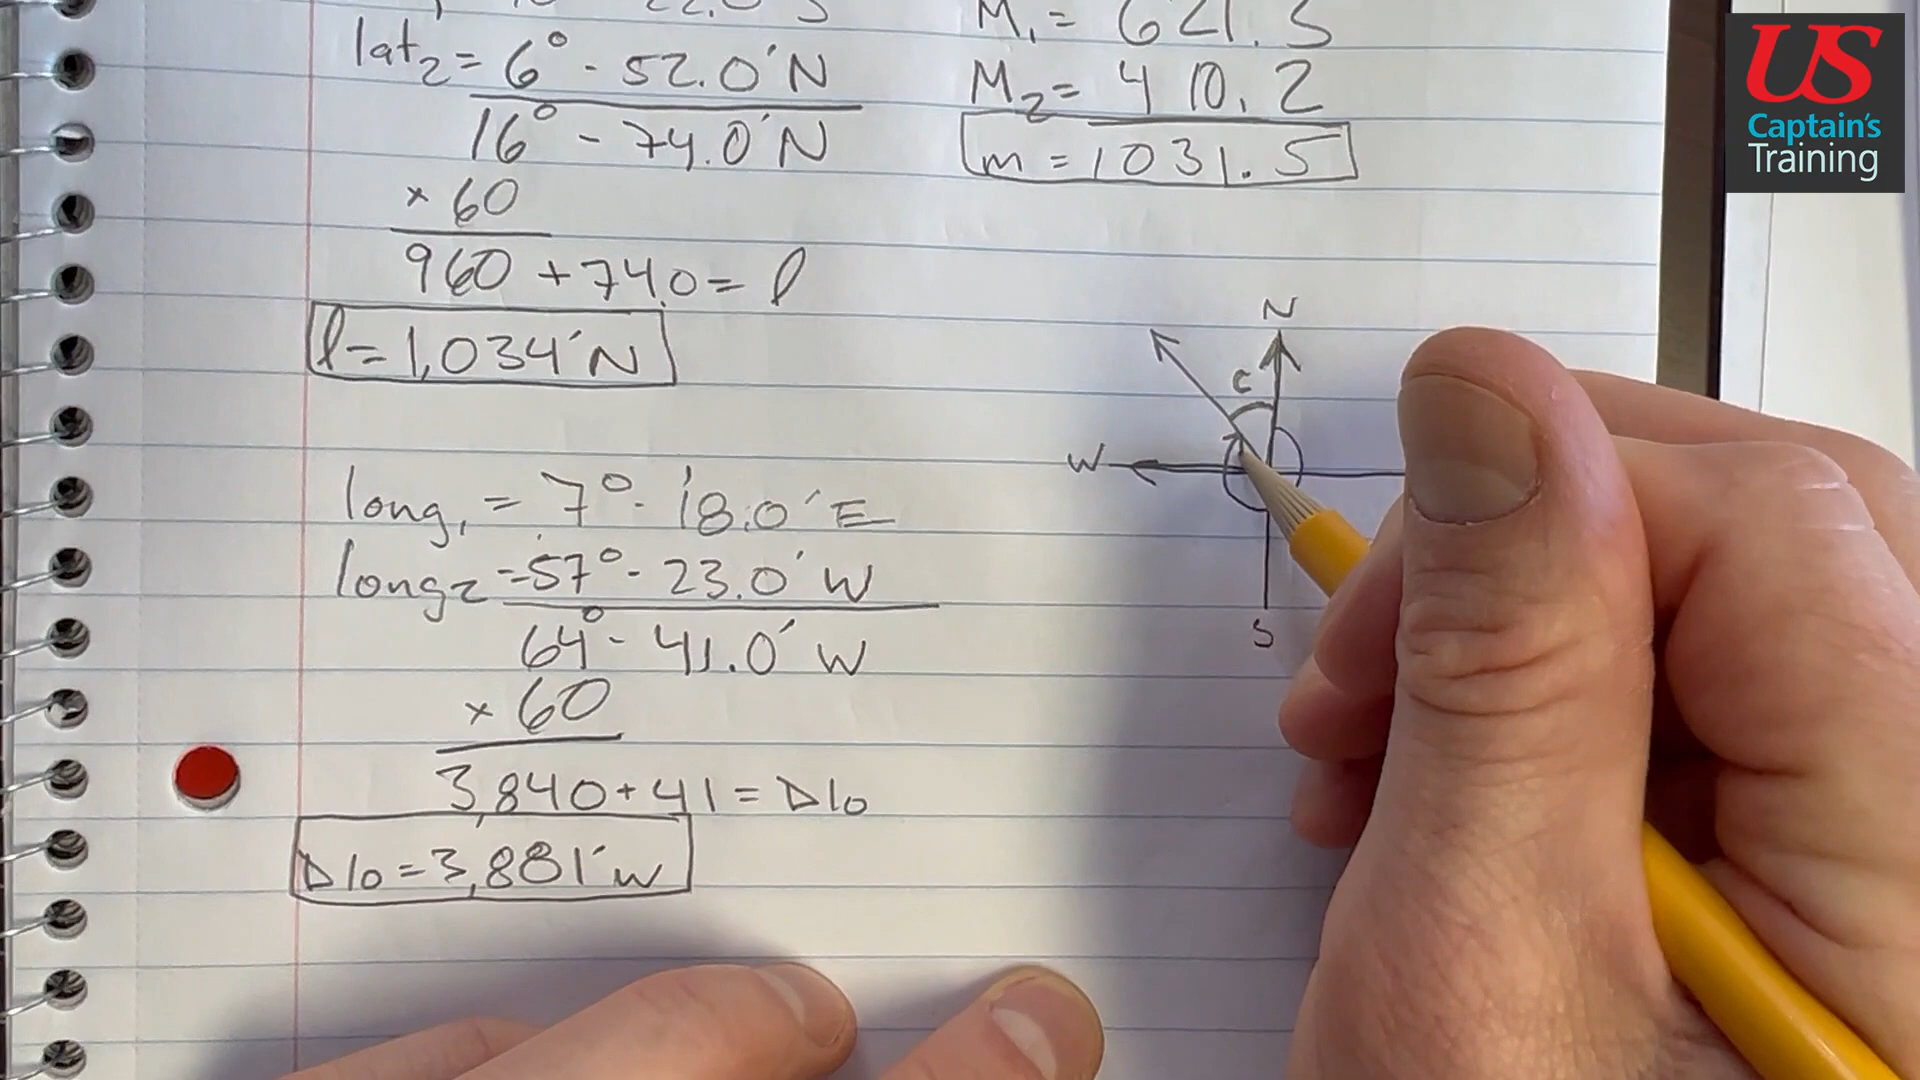 M₁ = 621.3
lat₂ = 6° - 52.0' N
M₂ = 410.2
16° - 74.0' N
m = 1031.5
× 60
960 + 74.0 = l
l = 1,034' N
N
C
W
S
long₁ = 7° - 18.0' E
long₂ = 57° - 23.0' W
64° - 41.0' W
× 60
3,840 + 41 = Dlo
Dlo = 3,881' W
US
Captain's
Training